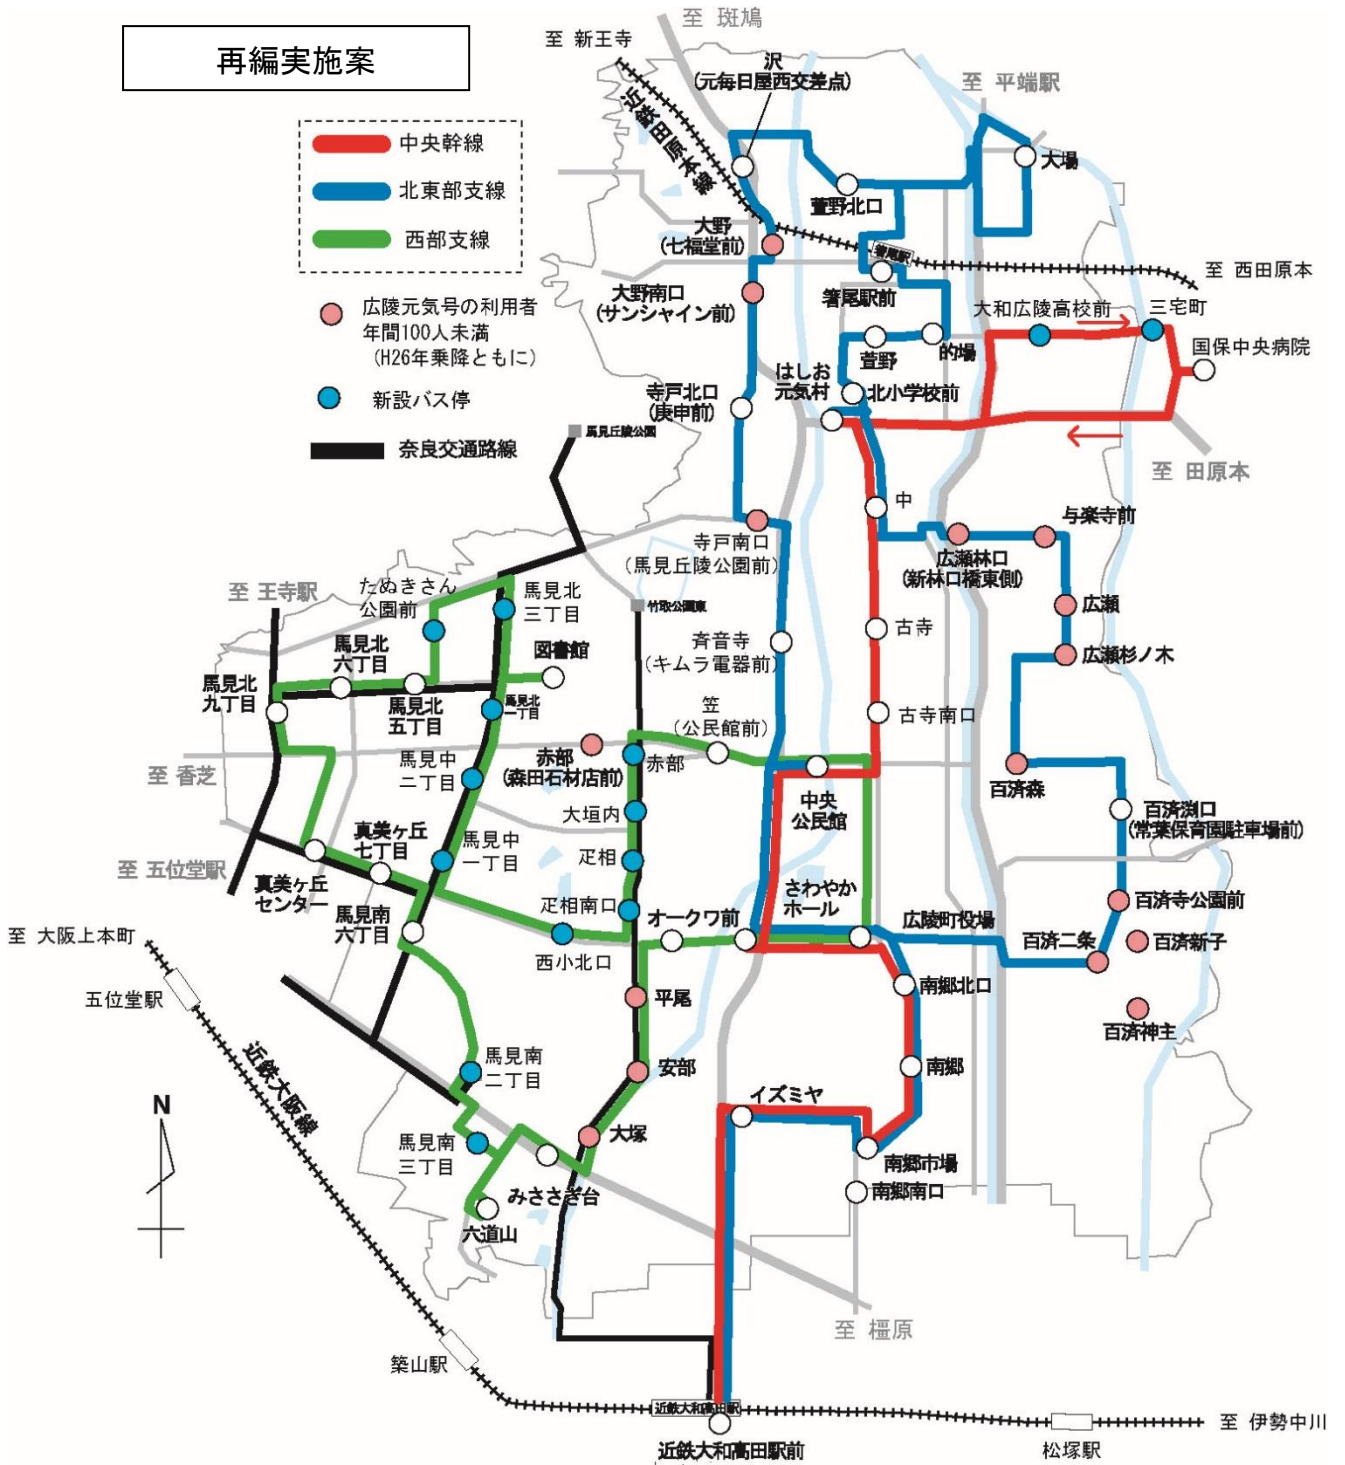 再編実施案
至 斑鳩
至 新王寺
沢
(元毎日屋西交差点)
至 平端駅
近鉄田原本線
中央幹線
北東部支線
西部支線
大場
萱野北口
大野
(七福堂前)
箸尾駅
箸尾駅前
至 西田原本
広陵元気号の利用者
年間100人未満
(H26年乗降ともに)
新設バス停
奈良交通路線
大野南口
(サンシャイン前)
大和広陵高校前
三宅町
国保中央病院
萱野
的場
はしお
元気村
北小学校前
寺戸北口
(庚申前)
馬見丘陵公園
至 田原本
中
与楽寺前
寺戸南口
(馬見丘陵公園前)
広瀬林口
(新林口橋東側)
至 王寺駅
たぬきさん
公園前
馬見北
三丁目
竹取公園東
広瀬
古寺
斉音寺
(キムラ電器前)
馬見北
六丁目
図書館
広瀬杉ノ木
馬見北
九丁目
馬見北
五丁目
馬見北
一丁目
笠
(公民館前)
古寺南口
至 香芝
馬見中
二丁目
赤部
(森田石材店前)
赤部
中央
公民館
百済森
大垣内
百済渕口
(常葉保育園駐車場前)
真美ヶ丘
七丁目
馬見中
一丁目
疋相
至 五位堂駅
真美ヶ丘
センター
さわやか
ホール
馬見南
六丁目
疋相南口
オークワ前
広陵町役場
百済寺公園前
至 大阪上本町
西小北口
百済二条
百済新子
五位堂駅
平尾
南郷北口
百済神主
近鉄大阪線
馬見南
二丁目
安部
南郷
イズミヤ
N
馬見南
三丁目
大塚
南郷市場
みささぎ台
南郷南口
六道山
至 橿原
築山駅
近鉄大和高田駅
近鉄大和高田駅前
松塚駅
至 伊勢中川